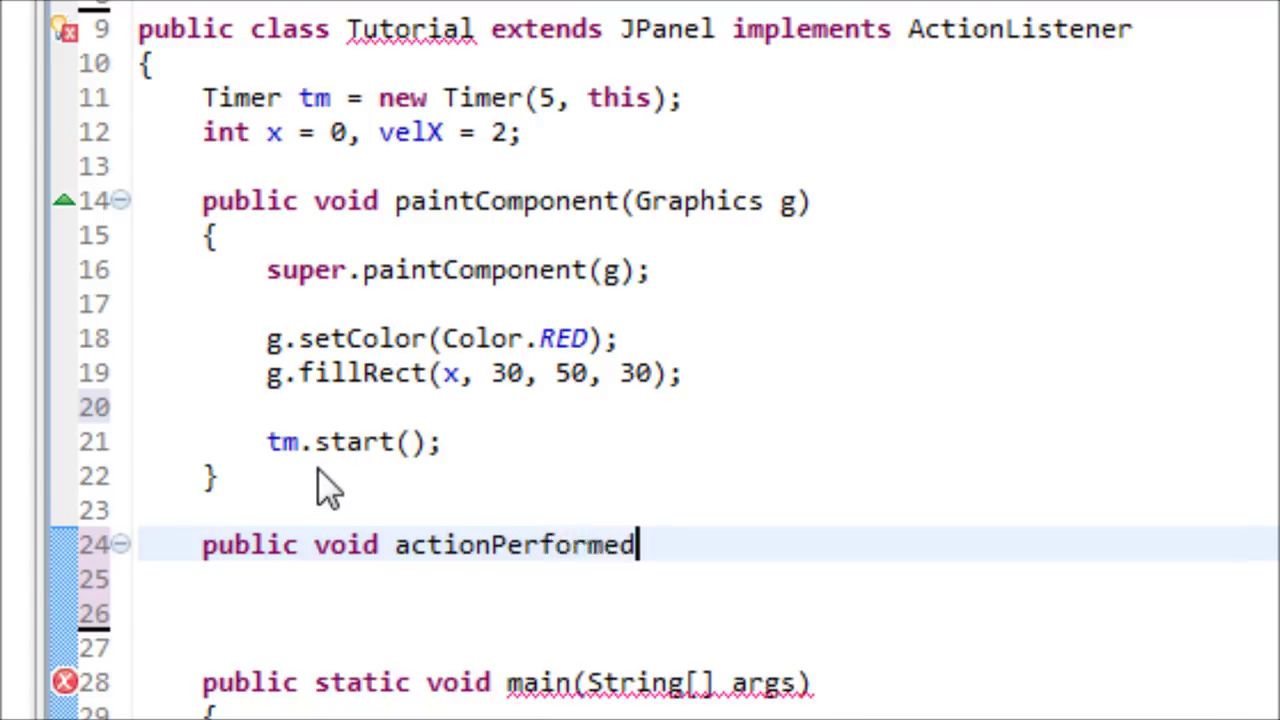 9 public class Tutorial extends JPanel implements ActionListener
10 {
11 Timer tm = new Timer(5, this);
12 int x = 0, velX = 2;
13
14 public void paintComponent(Graphics g)
15 {
16 super.paintComponent(g);
17
18 g.setColor(Color.RED);
19 g.fillRect(x, 30, 50, 30);
20
21 tm.start();
22 }
23
24 public void actionPerformed
25
26
27
28 public static void main(String[] args)
29 {